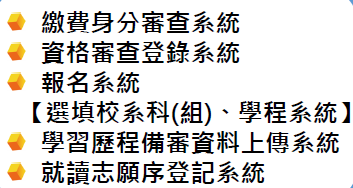 繳費身分審查系統
資格審查登錄系統
報名系統
【選填校系科(組)、學程系統】
學習歷程備審資料上傳系統
就讀志願序登記系統